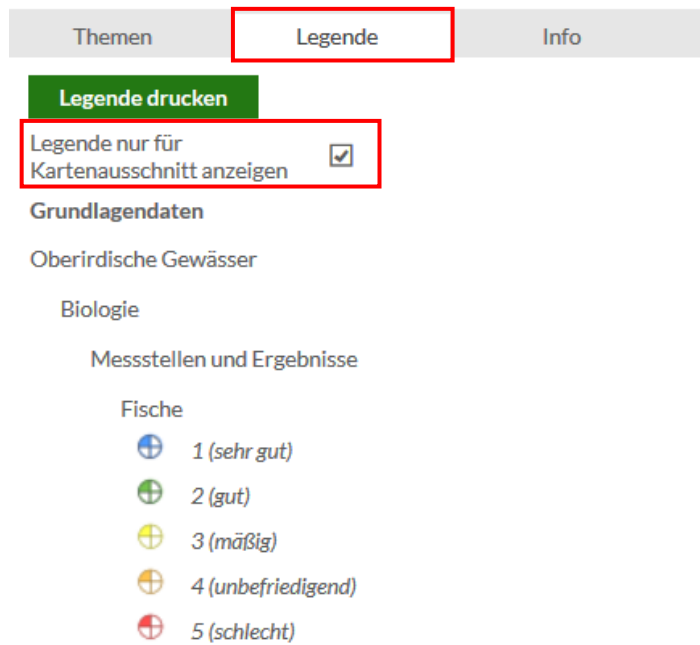 Themen Legende Info
Legende drucken
Legende nur für
Kartenausschnitt anzeigen
Grundlagendaten
Oberirdische Gewässer
Biologie
Messstellen und Ergebnisse
Fische
1 (sehr gut)
2 (gut)
3 (mäßig)
4 (unbefriedigend)
5 (schlecht)